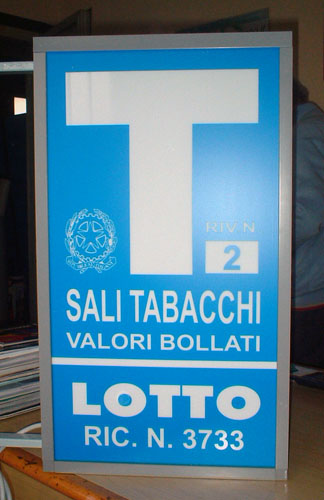 T
RIV. N.
2
SALI TABACCHI
VALORI BOLLATI
LOTTO
RIC. N. 3733